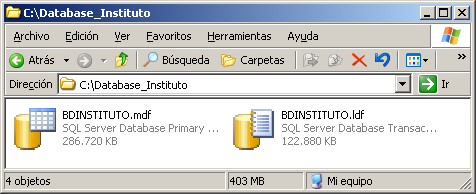 C:\Database_Instituto
Archivo Edición Ver Favoritos Herramientas Ayuda
Atrás Búsqueda Carpetas
Dirección C:\Database_Instituto Ir
BDINSTITUTO.mdf
SQL Server Database Primary ...
286.720 KB
BDINSTITUTO.ldf
SQL Server Database Transac...
122.880 KB
4 objetos 403 MB Mi equipo